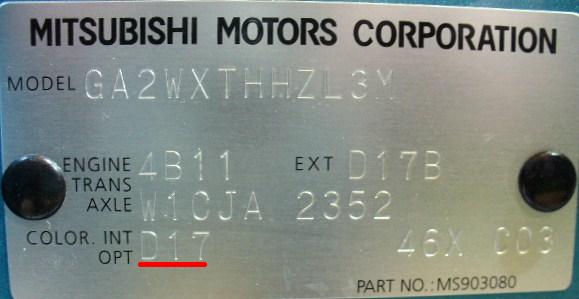 MITSUBISHI MOTORS CORPORATION
MODEL GA2WXTHHZL3M
ENGINE 4B11 EXT D17B
TRANS
AXLE W1CJA 2352
COLOR. INT D17 46X C03
OPT
PART NO.: MS903080